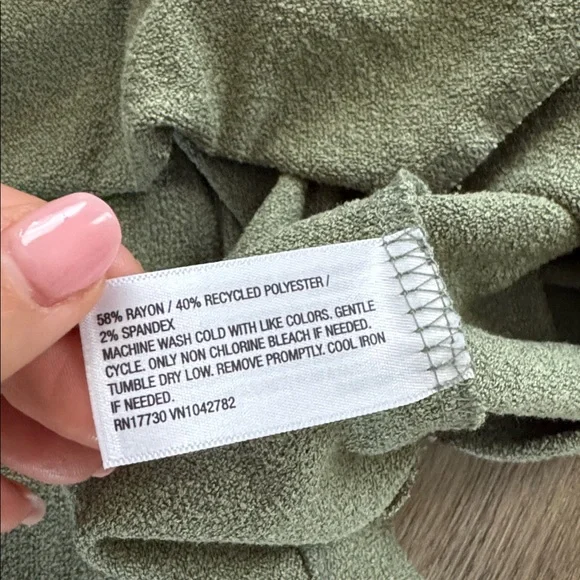 58% RAYON / 40% RECYCLED POLYESTER /
2% SPANDEX
MACHINE WASH COLD WITH LIKE COLORS. GENTLE
CYCLE. ONLY NON CHLORINE BLEACH IF NEEDED.
TUMBLE DRY LOW. REMOVE PROMPTLY. COOL IRON
IF NEEDED.
RN17730 VN1042782